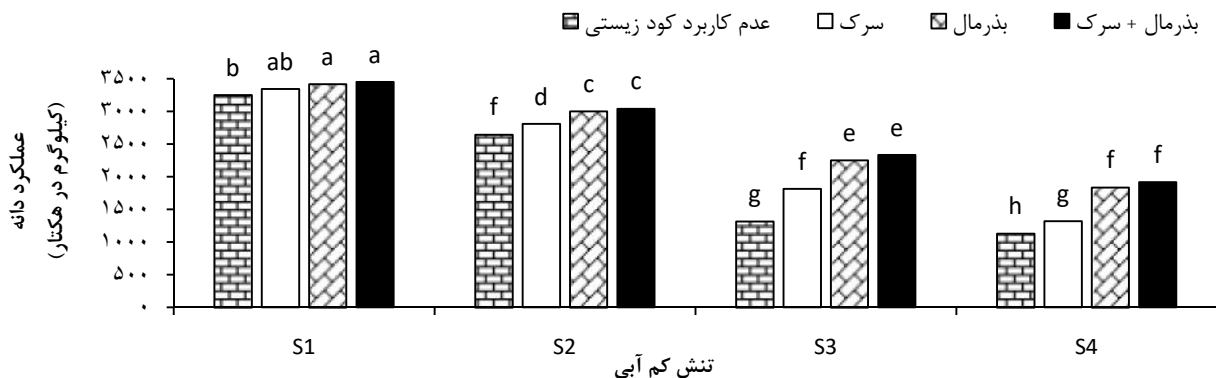 عدم کاربرد کود زیستی سرک بذرمال بذرمال + سرک
b ab a a f d c c g f e e h g f f
۳۵۰۰
۳۰۰۰
۲۵۰۰
۲۰۰۰
۱۵۰۰
۱۰۰۰
۵۰۰
۰
عملکرد دانه
(کیلوگرم در هکتار)
S1 S2 S3 S4
تنش کم آبی